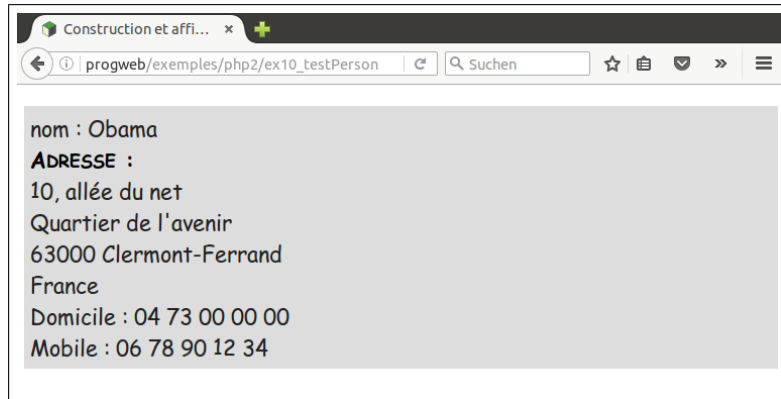 Construction et affi... ×
progweb/exemples/php2/ex10_testPerson
Suchen
nom : Obama
ADRESSE :
10, allée du net
Quartier de l'avenir
63000 Clermont-Ferrand
France
Domicile : 04 73 00 00 00
Mobile : 06 78 90 12 34